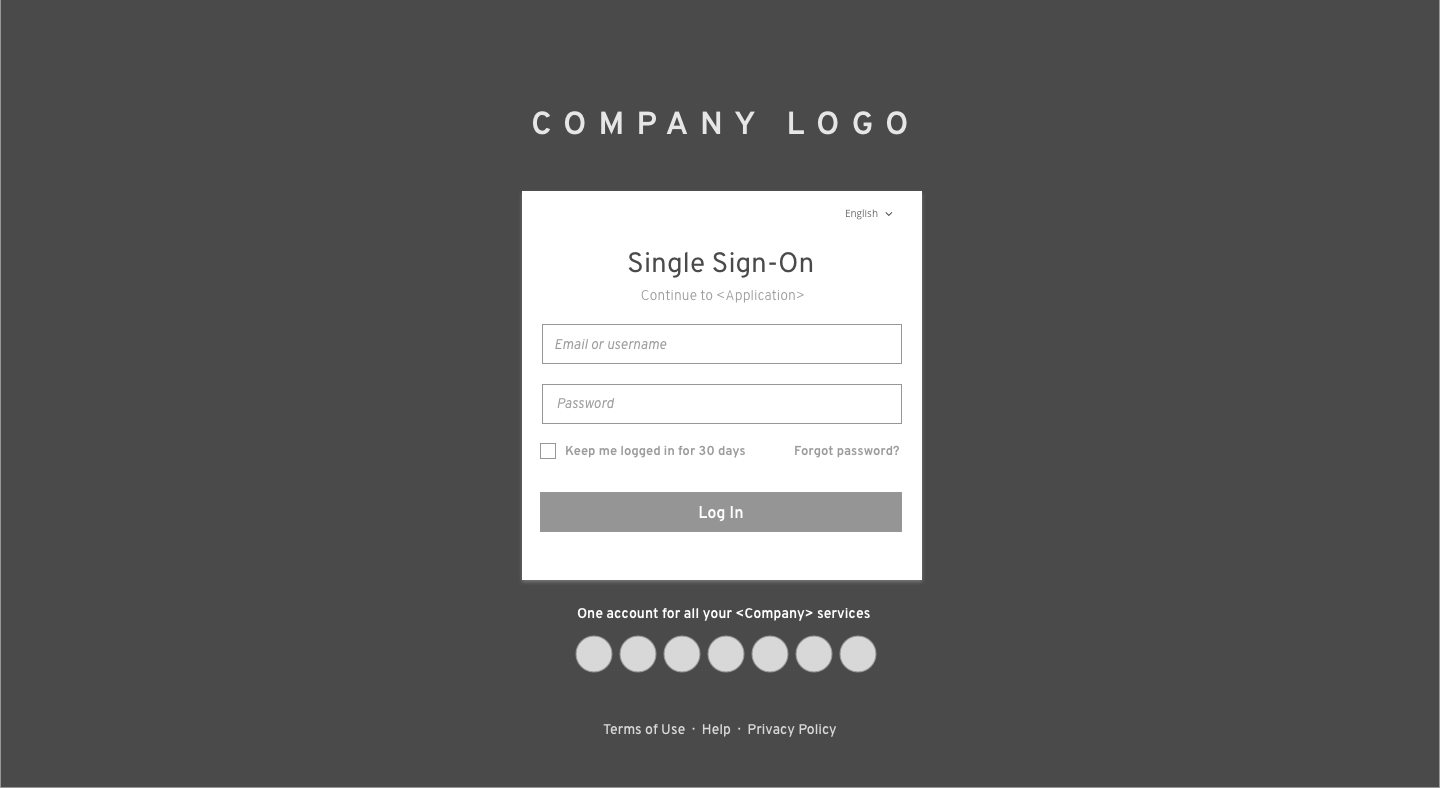 COMPANY LOGO
English
Single Sign-On
Continue to <Application>
Email or username
Password
Keep me logged in for 30 days Forgot password?
Log In
One account for all your <Company> services
Terms of Use · Help · Privacy Policy